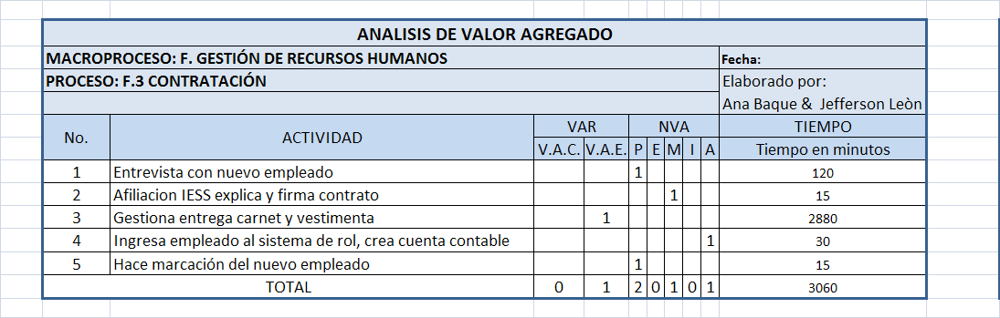 ANALISIS DE VALOR AGREGADO
MACROPROCESO: F. GESTIÓN DE RECURSOS HUMANOS Fecha:
PROCESO: F.3 CONTRATACIÓN Elaborado por:
Ana Baque & Jefferson Leòn
No. ACTIVIDAD VAR NVA TIEMPO
V.A.C. V.A.E. P E M I A Tiempo en minutos
1 Entrevista con nuevo empleado 1 120
2 Afiliacion IESS explica y firma contrato 1 15
3 Gestiona entrega carnet y vestimenta 1 2880
4 Ingresa empleado al sistema de rol, crea cuenta contable 1 30
5 Hace marcación del nuevo empleado 1 15
TOTAL 0 1 2 0 1 0 1 3060